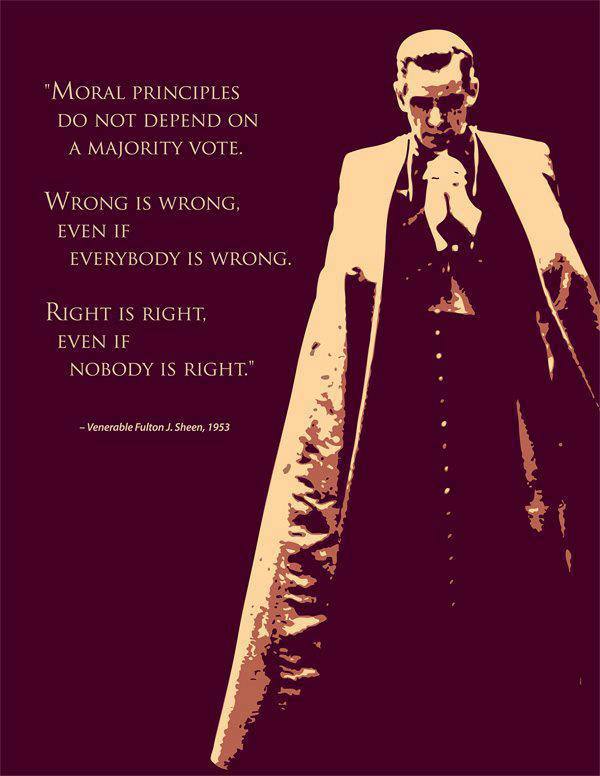 "Moral principles
do not depend on
a majority vote.
Wrong is wrong,
even if
everybody is wrong.
Right is right,
even if
nobody is right."
– Venerable Fulton J. Sheen, 1953